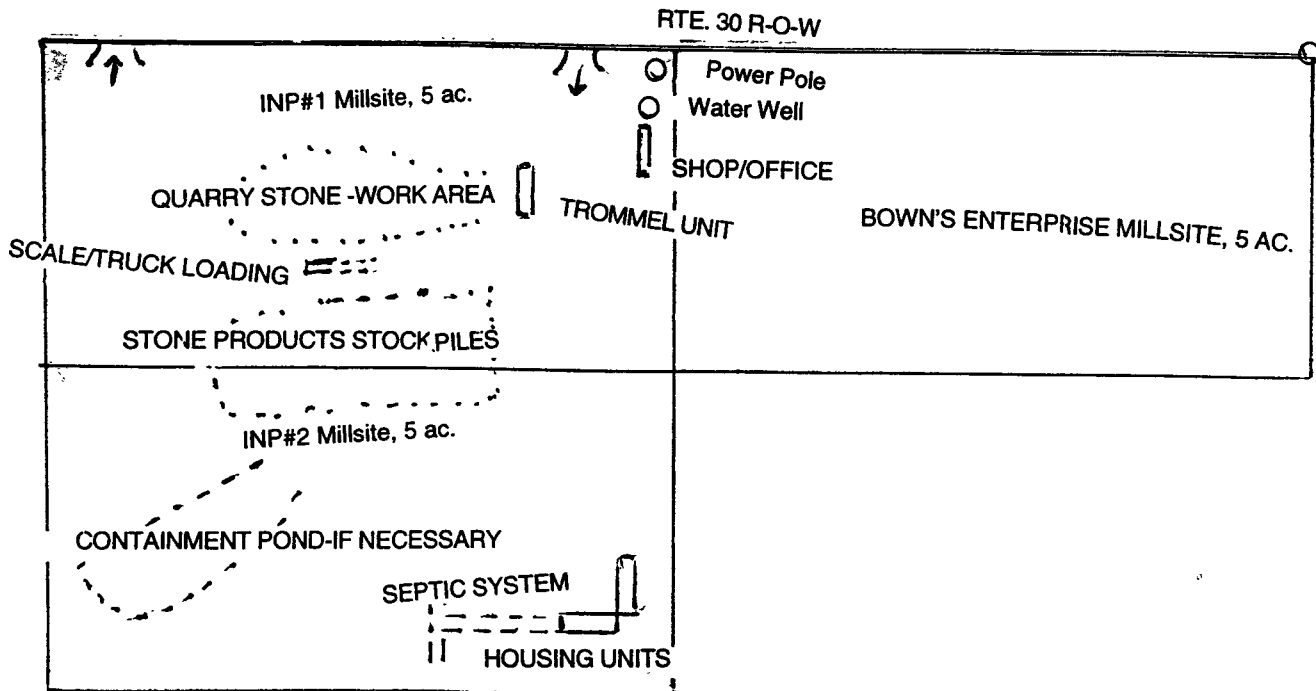 RTE. 30 R-O-W
Power Pole
INP#1 Millsite, 5 ac.
Water Well
SHOP/OFFICE
QUARRY STONE -WORK AREA
TROMMEL UNIT
BOWN'S ENTERPRISE MILLSITE, 5 AC.
SCALE/TRUCK LOADING
STONE PRODUCTS STOCK PILES
INP#2 Millsite, 5 ac.
CONTAINMENT POND-IF NECESSARY
SEPTIC SYSTEM
HOUSING UNITS